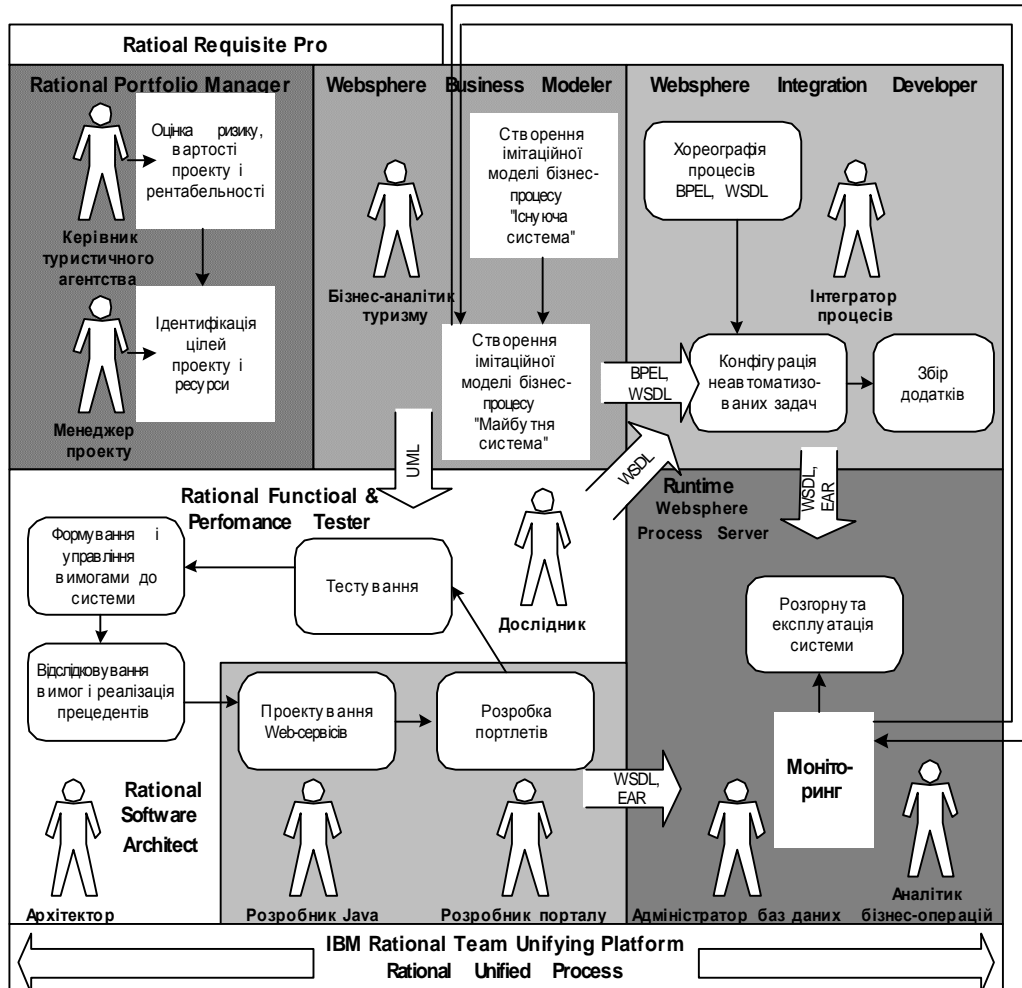 Ratioal Requisite Pro
Rational Portfolio Manager
Оцінка ризику,
вартості
проекту і
рентабельності
Керівник
туристичного
агентства
Ідентифікація
цілей
проекту і
ресурси
Менеджер
проекту
Websphere Business Modeler
Створення
імітаційної
моделі бізнес-
процесу
"Існуюча
система"
Бізнес-аналітик
туризму
Створення
імітаційної
моделі бізнес-
процесу
"Майбутня
система"
Websphere Integration Developer
Хореографія
процесів
BPEL, WSDL
Інтегратор
процесів
BPEL,
WSDL
Конфігурація
неавтоматизо-
ваних задач
Збір
додатків
UML
WSDL
WSDL,
EAR
Rational Functioal &
Perfomance Tester
Формування і
управління
вимогами до
системи
Тестування
Дослідник
Відслідковування
вимог і реалізація
прецедентів
Проектування
Web-сервісів
Розробка
портлетів
Rational
Software
Architect
Архітектор
Розробник Java
Розробник порталу
WSDL,
EAR
Runtime
Websphere
Process Server
Розгорнута
експлуатація
системи
Моніто-
ринг
Адміністратор баз даних
Аналітик
бізнес-операцій
IBM Rational Team Unifying Platform
Rational Unified Process